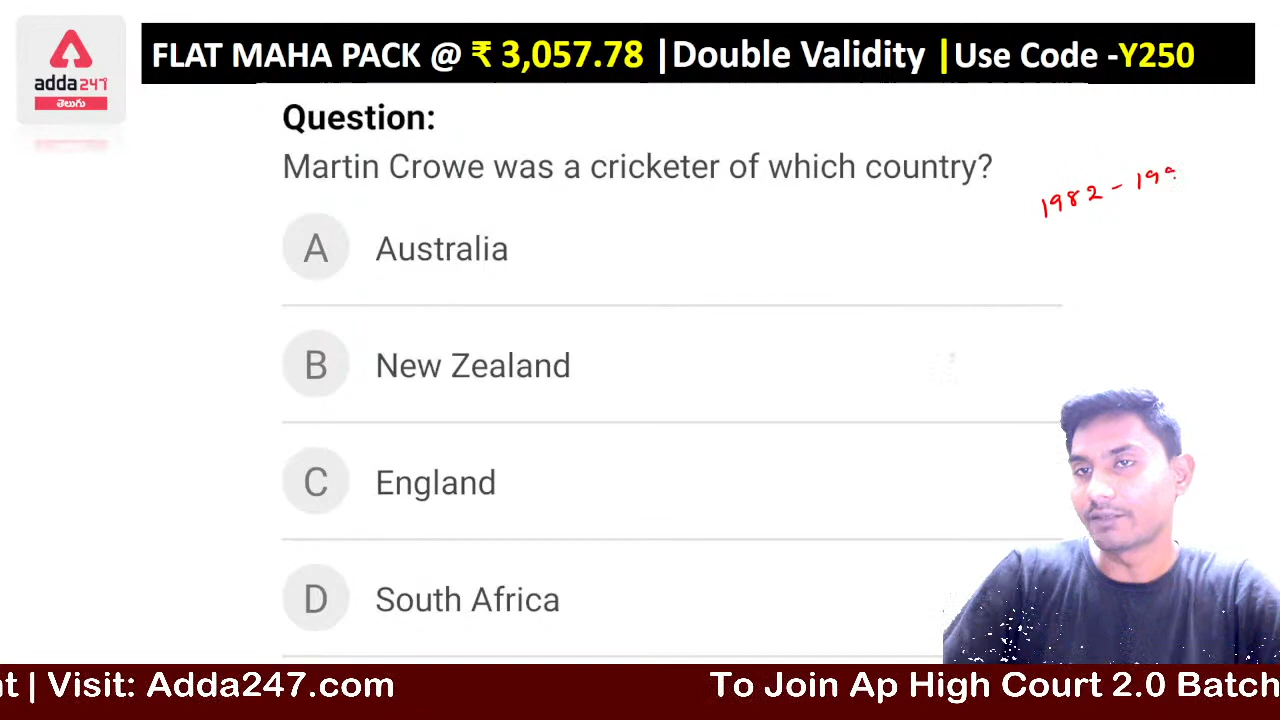 FLAT MAHA PACK @ ₹ 3,057.78 |Double Validity |Use Code -Y250
adda247
తెలుగు
Question:
Martin Crowe was a cricketer of which country?
1982 - 199
A Australia
B New Zealand
C England
D South Africa
t | Visit: Adda247.com To Join Ap High Court 2.0 Batch